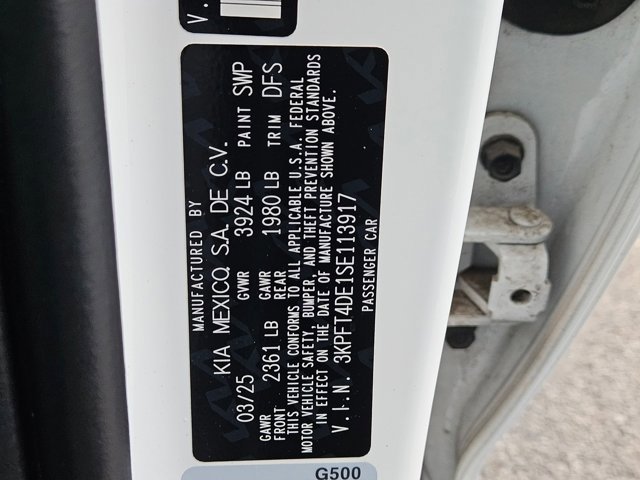 V.
MANUFACTURED BY
KIA MEXICO, S.A. DE C.V.
03/25 GVWR 3924 LB PAINT SWP
GAWR FRONT 2361 LB GAWR REAR 1980 LB TRIM DFS
THIS VEHICLE CONFORMS TO ALL APPLICABLE U.S.A. FEDERAL
MOTOR VEHICLE SAFETY, BUMPER, AND THEFT PREVENTION STANDARDS
IN EFFECT ON THE DATE OF MANUFACTURE SHOWN ABOVE.
V.I.N. 3KPFT4DE1SE113917
PASSENGER CAR
G500